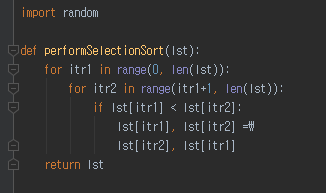 import random
def performSelectionSort(lst):
for itr1 in range(0, len(lst)):
for itr2 in range(itr1+1, len(lst)):
if lst[itr1] < lst[itr2]:
lst[itr1], lst[itr2] =₩
lst[itr2], lst[itr1]
return lst